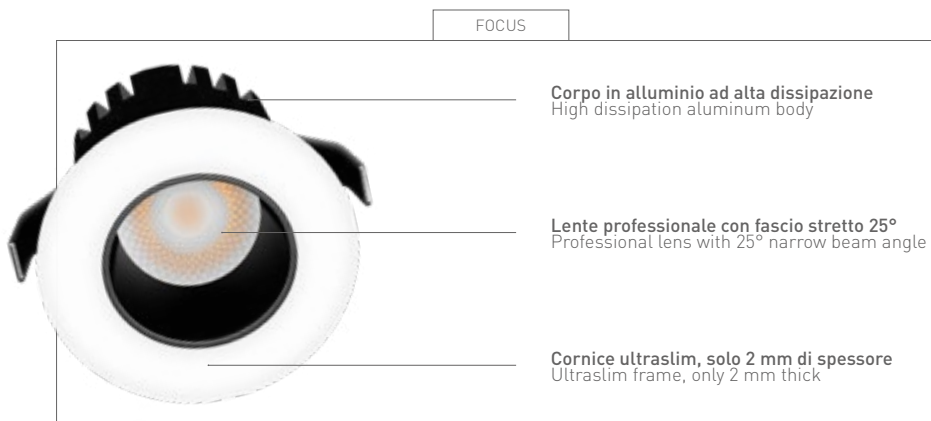 FOCUS
Corpo in alluminio ad alta dissipazione
High dissipation aluminum body
Lente professionale con fascio stretto 25°
Professional lens with 25° narrow beam angle
Cornice ultraslim, solo 2 mm di spessore
Ultraslim frame, only 2 mm thick